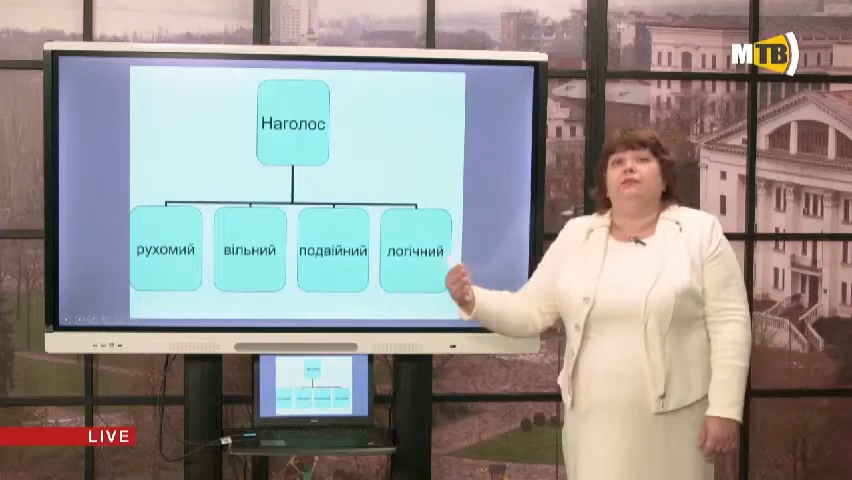 МТВ
Наголос
рухомий
вільний
подвійний
логічний
LIVE